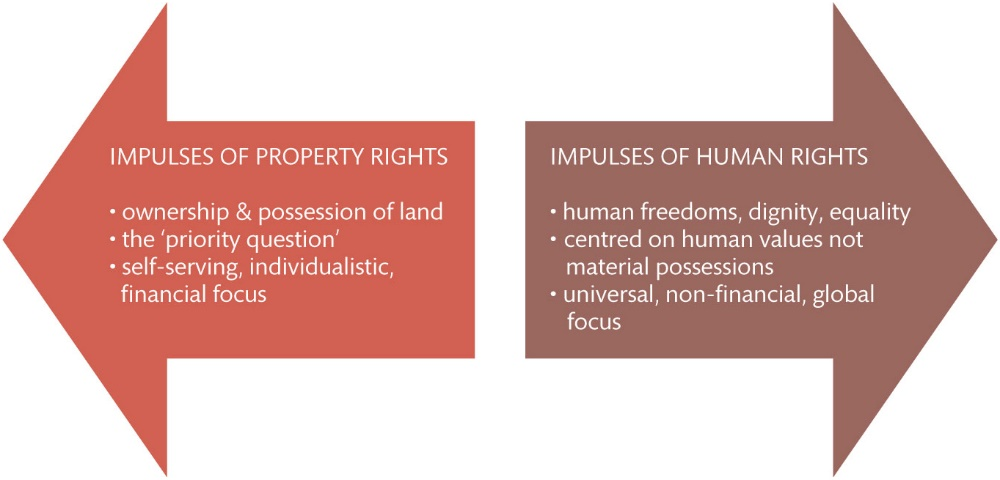 IMPULSES OF PROPERTY RIGHTS
• ownership & possession of land
• the ‘priority question’
• self-serving, individualistic,
financial focus
IMPULSES OF HUMAN RIGHTS
• human freedoms, dignity, equality
• centred on human values not
material possessions
• universal, non-financial, global
focus